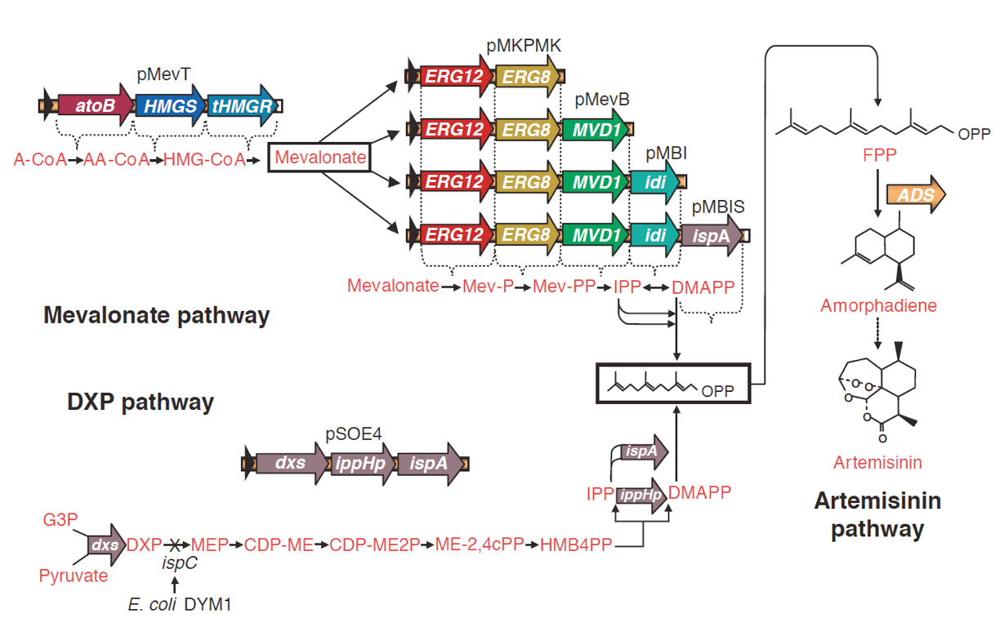 pMevT
atoB HMGS tHMGR
A-CoA AA-CoA HMG-CoA
Mevalonate
pMKPMK
ERG12 ERG8
pMevB
ERG12 ERG8 MVD1
pMBI
ERG12 ERG8 MVD1 idi
pMBIS
ERG12 ERG8 MVD1 idi ispA
Mevalonate Mev-P Mev-PP IPP DMAPP
Mevalonate pathway
OPP
FPP
ADS
Amorphadiene
O O
O
O
O
Artemisinin
Artemisinin
pathway
OPP
DXP pathway
pSOE4
dxs ippHp ispA
ispA
IPP ippHp DMAPP
G3P
dxs DXP X MEP CDP-ME CDP-ME2P ME-2,4cPP HMB4PP
Pyruvate
ispC
E. coli DYM1